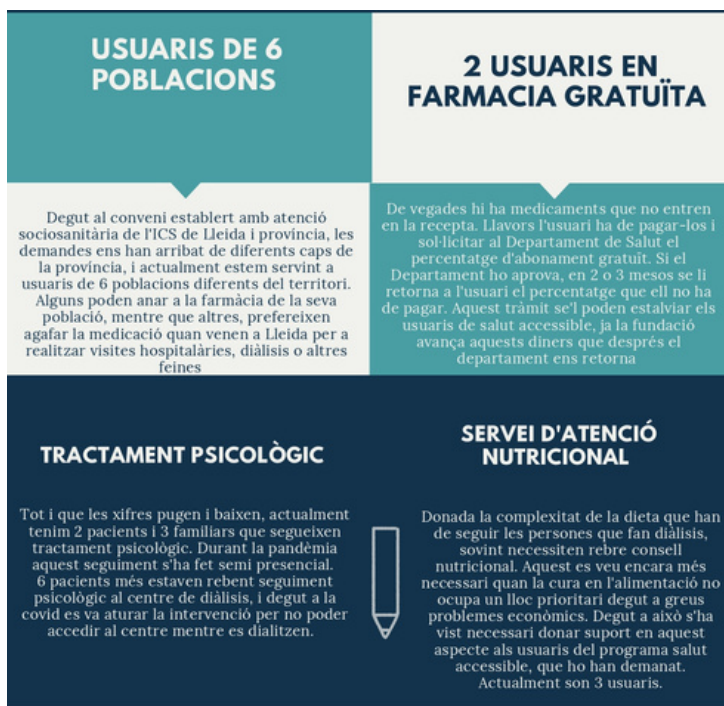 USUARIS DE 6
POBLACIONS
Degut al conveni establert amb atenció
sociosanitària de l'ICS de Lleida i província, les
demandes ens han arribat de diferents caps de
la província, i actualment estem servint a
usuaris de 6 poblacions diferents del territori.
Alguns poden anar a la farmàcia de la seva
població, mentre que altres, prefereixen
agafar la medicació quan venen a Lleida per a
realitzar visites hospitalàries, diàlisis o altres
feines
2 USUARIS EN
FARMACIA GRATUÏTA
De vegades hi ha medicaments que no entren
en la recepta. Llavors l'usuari ha de pagar-los i
sol·licitar al Departament de Salut el
percentatge d'abonament gratuït. Si el
Departament ho aprova, en 2 o 3 mesos se li
retorna a l'usuari el percentatge que ell no ha
de pagar. Aquest tràmit se'l poden estalviar els
usuaris de salut accessible, ja la fundació
avança aquests diners que després el
departament ens retorna
TRACTAMENT PSICOLÒGIC
Tot i que les xifres pugen i baixen, actualment
tenim 2 pacients i 3 familiars que segueixen
tractament psicològic. Durant la pandèmia
aquest seguiment s'ha fet semi presencial.
6 pacients més estaven rebent seguiment
psicològic al centre de diàlisis, i degut a la
covid es va aturar la intervenció per no poder
accedir al centre mentre es dialitzen.
SERVEI D'ATENCIÓ
NUTRICIONAL
Donada la complexitat de la dieta que han
de seguir les persones que fan diàlisis,
sovint necessiten rebre consell
nutricional. Aquest es veu encara més
necessari quan la cura en l'alimentació no
ocupa un lloc prioritari degut a greus
problemes econòmics. Degut a això s'ha
vist necessari donar suport en aquest
aspecte als usuaris del programa salut
accessible, que ho han demanat.
Actualment son 3 usuaris.